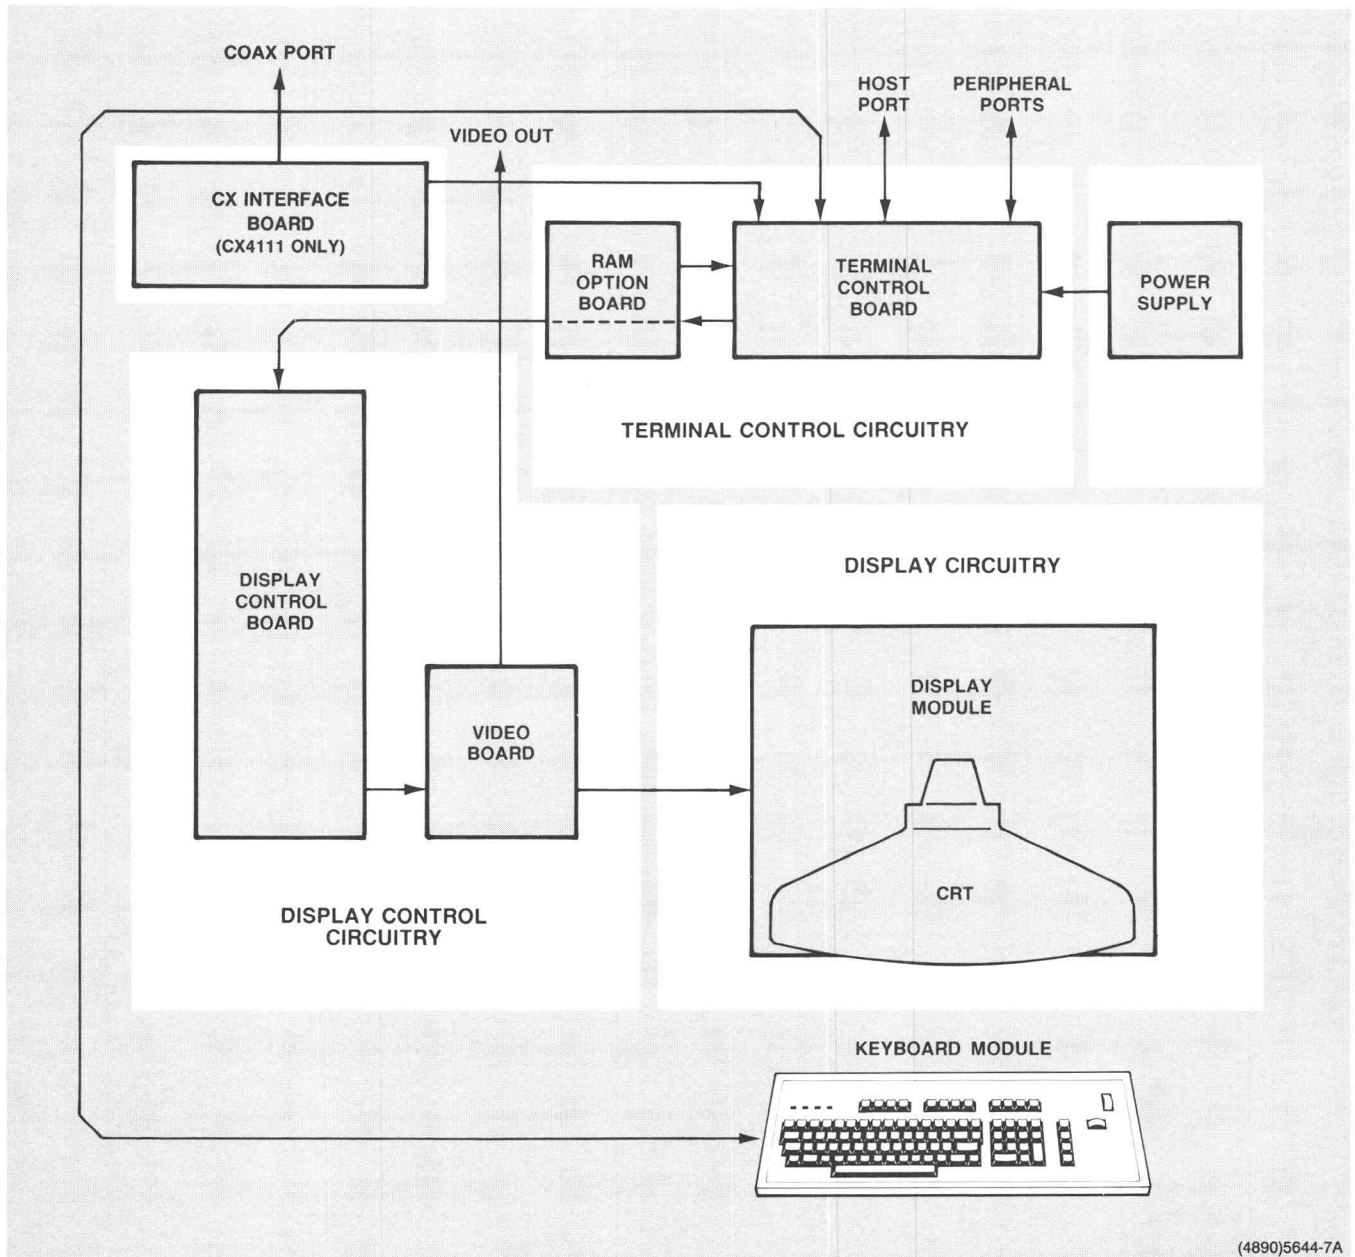 COAX PORT
HOST
PORT
PERIPHERAL
PORTS
VIDEO OUT
CX INTERFACE
BOARD
(CX4111 ONLY)
RAM
OPTION
BOARD
TERMINAL
CONTROL
BOARD
POWER
SUPPLY
TERMINAL CONTROL CIRCUITRY
DISPLAY
CONTROL
BOARD
DISPLAY CIRCUITRY
DISPLAY
MODULE
VIDEO
BOARD
CRT
DISPLAY CONTROL
CIRCUITRY
KEYBOARD MODULE
(4890)5644-7A